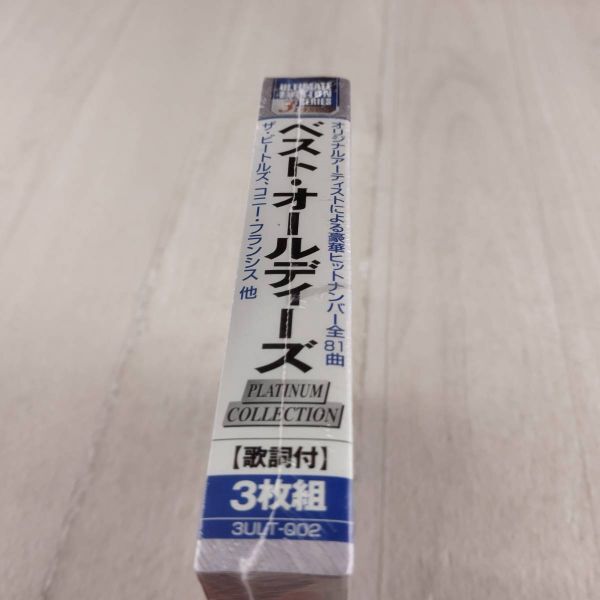 ULTIMATE
EDITION
SERIES
オリジナルアーティストによる豪華ヒットナンバー全81曲
ベスト・オールディーズ
ザ・ビートルズ、コニー・フランシス 他
PLATINUM
COLLECTION
【歌詞付】
3枚組
3ULT-002